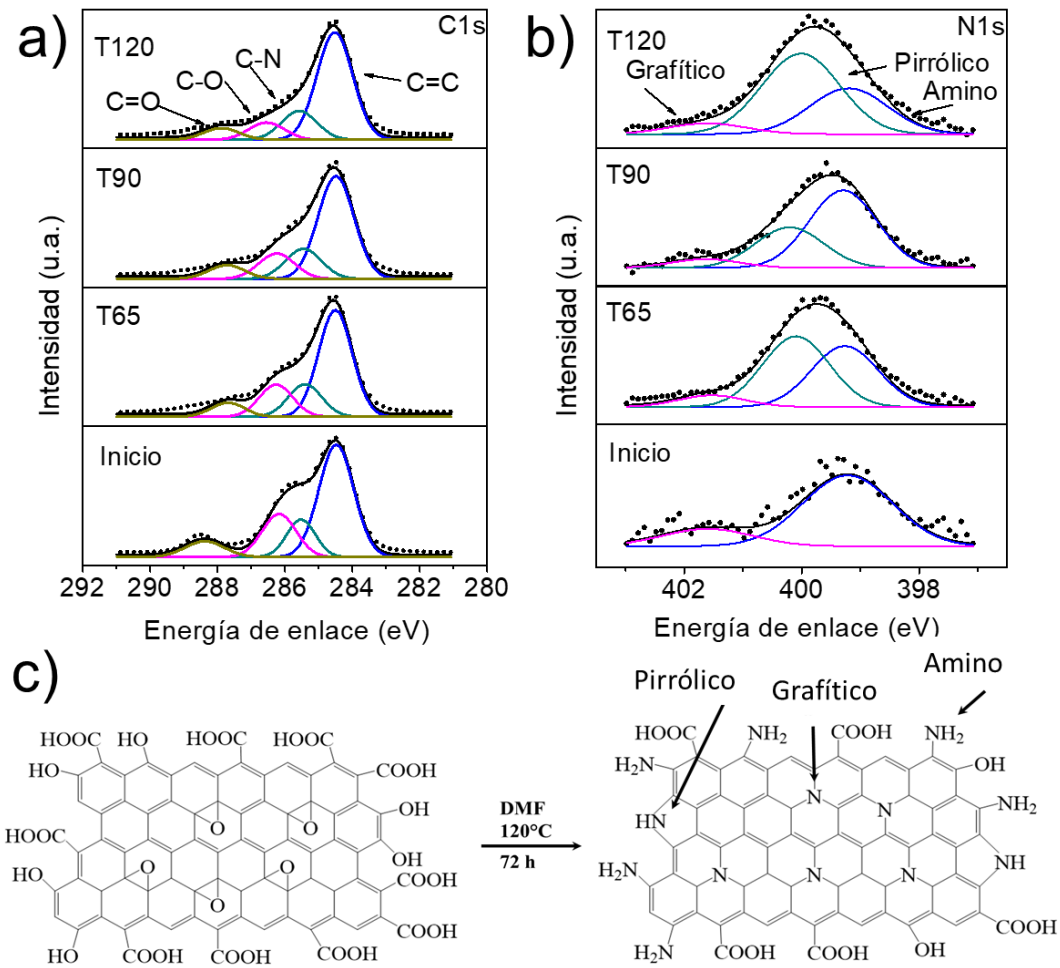 a)
C1s
T120
C=O
C-O
C-N
C=C
T90
T65
Inicio
Intensidad (u.a.)
292 290 288 286 284 282 280
Energía de enlace (eV)
b)
N1s
T120
Grafítico
Pirrólico
Amino
T90
T65
Inicio
Intensidad (u.a.)
402 400 398
Energía de enlace (eV)
c)
HOOC HO HOOC HOOC
HO COOH
O O OH
HOOC
HO O O OH
O COOH
HO COOH COOH COOH
DMF
120°C
72 h
Pirrólico Grafítico Amino
HOOC NH2 COOH NH2
H2N OH
N N NH2
HN
NH
H2N N N N
H2N COOH COOH OH COOH